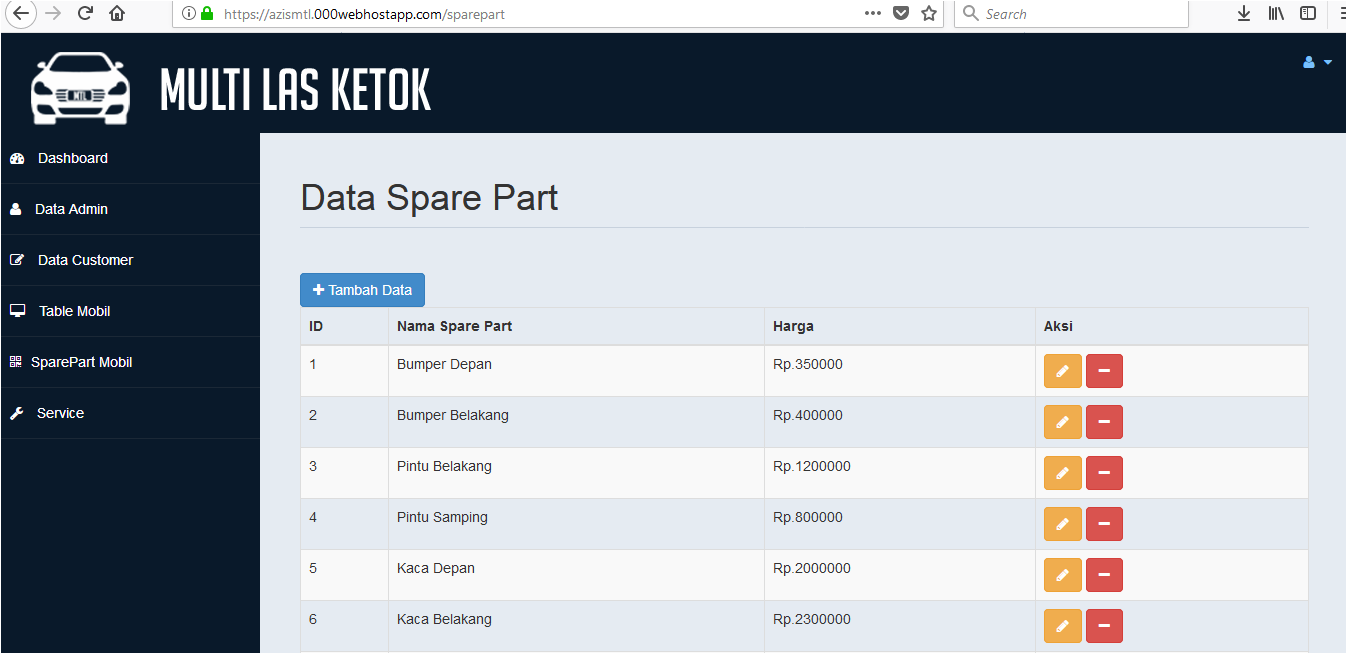 https://azismtl.000webhostapp.com/sparepart
Search
MTL
MULTI LAS KETOK
Dashboard
Data Admin
Data Customer
Table Mobil
SparePart Mobil
Service
Data Spare Part
Tambah Data
ID Nama Spare Part Harga Aksi
1 Bumper Depan Rp.350000
2 Bumper Belakang Rp.400000
3 Pintu Belakang Rp.1200000
4 Pintu Samping Rp.800000
5 Kaca Depan Rp.2000000
6 Kaca Belakang Rp.2300000